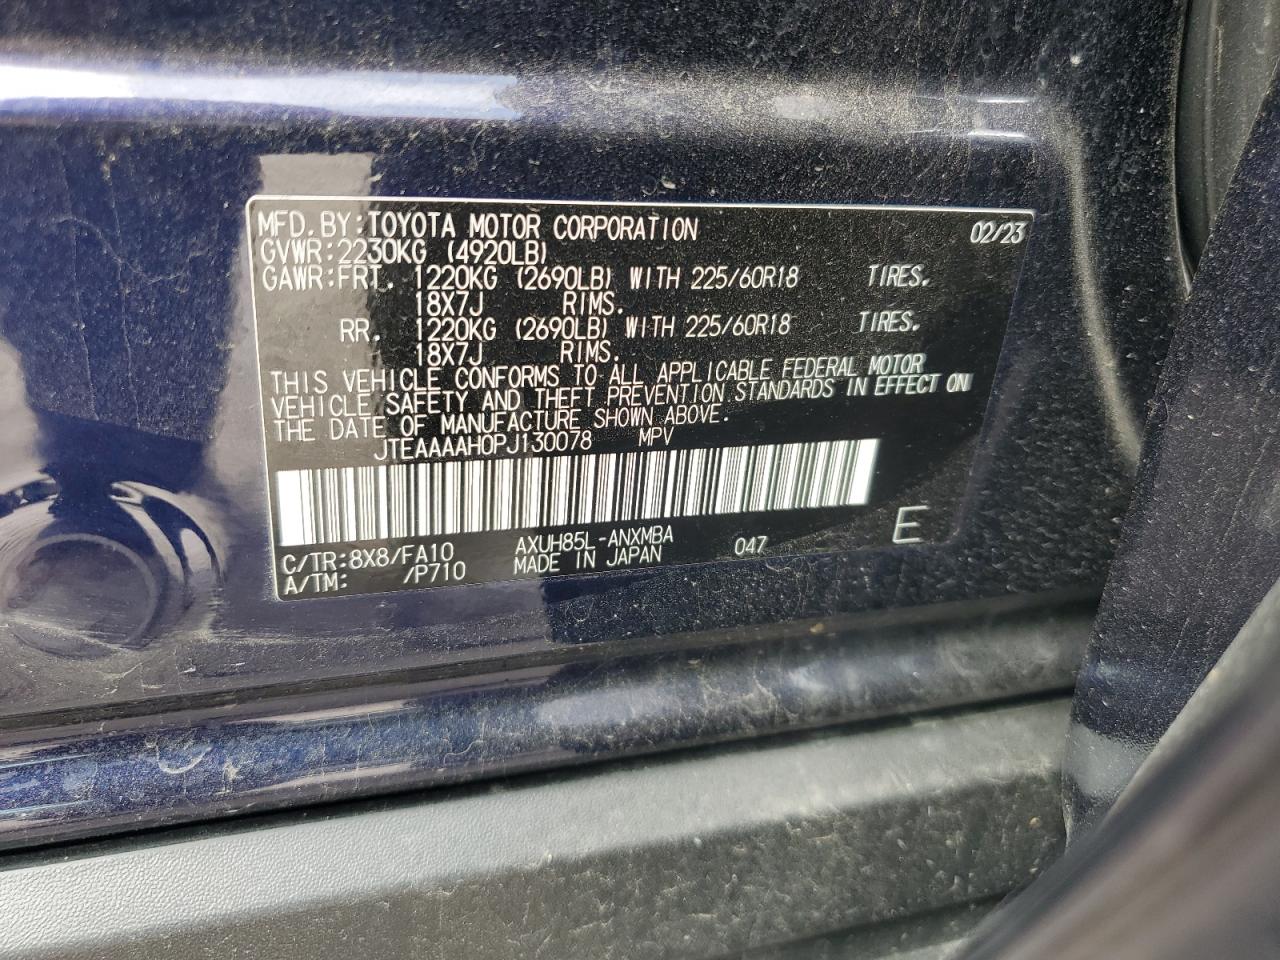 MFD.BY:TOYOTA MOTOR CORPORATION 02/23
GVWR:2230KG (4920LB)
GAWR:FRT. 1220KG (2690LB) WITH 225/60R18 TIRES.
18X7J RIMS.
RR. 1220KG (2690LB) WITH 225/60R18 TIRES.
18X7J RIMS.
THIS VEHICLE CONFORMS TO ALL APPLICABLE FEDERAL MOTOR
VEHICLE SAFETY AND THEFT PREVENTION STANDARDS IN EFFECT ON
THE DATE OF MANUFACTURE SHOWN ABOVE.
JTEAAAAH0PJ130078 MPV
C/TR:8X8/FA10 AXUH85L-ANXMBA 047 E
A/TM: /P710 MADE IN JAPAN